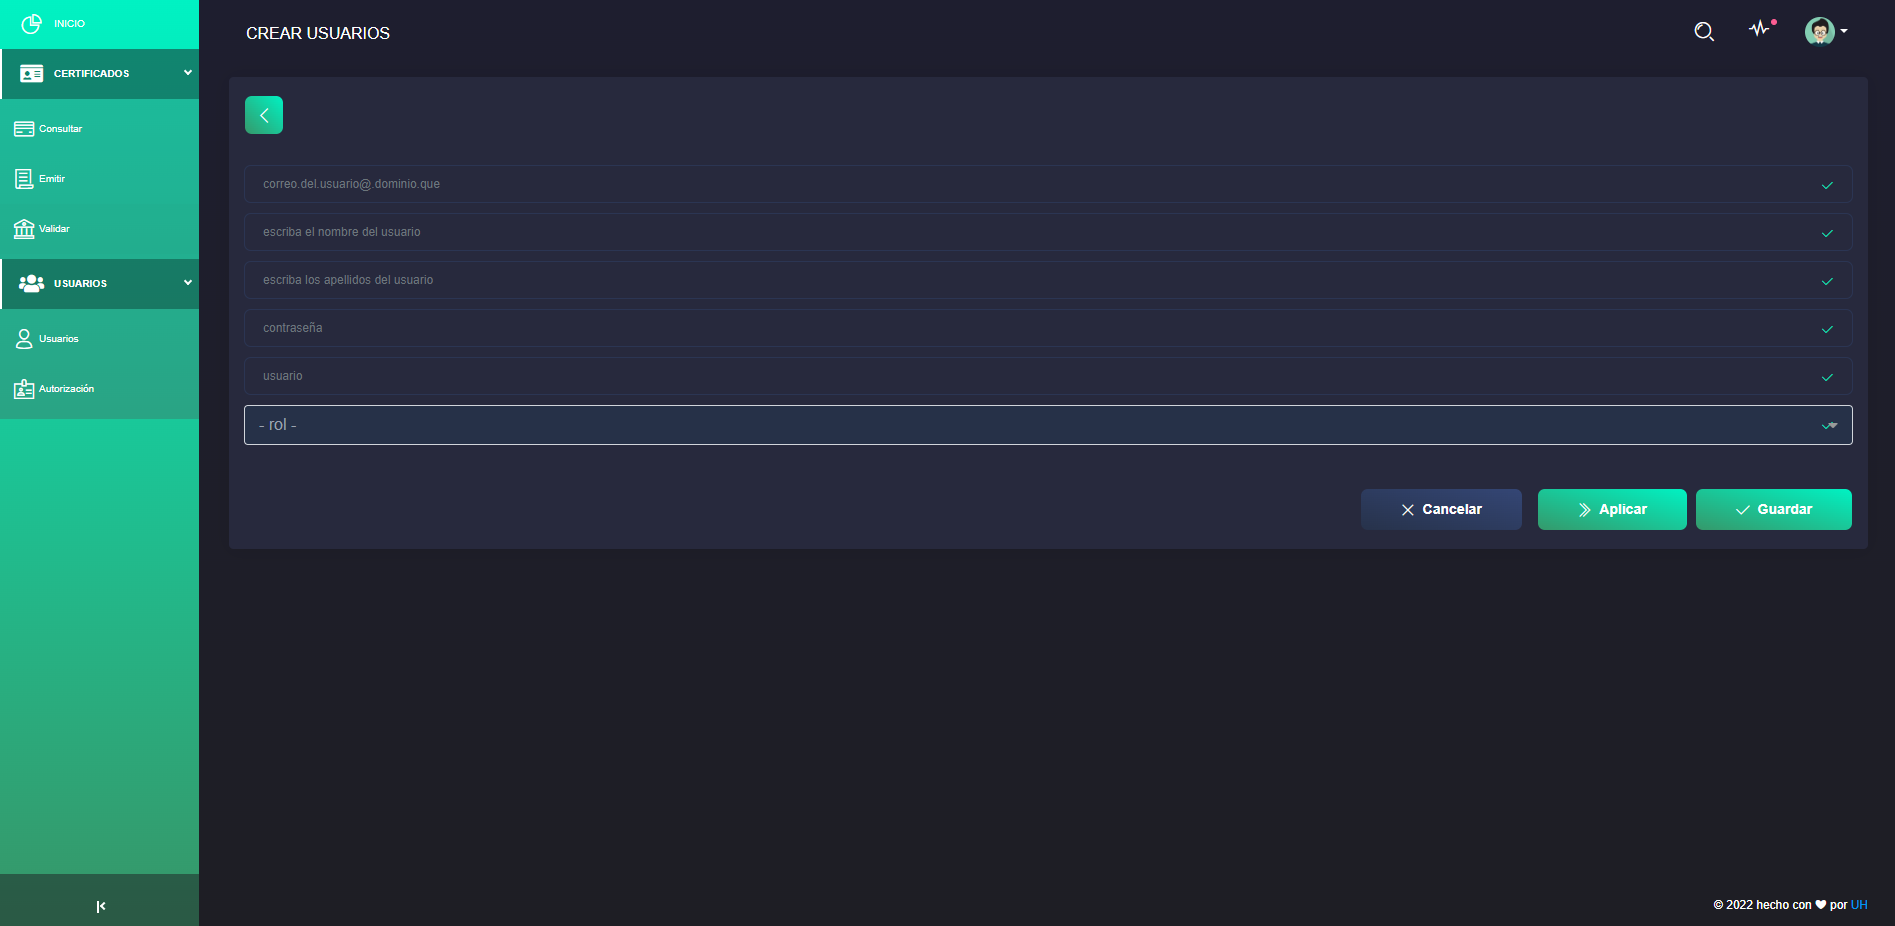 INICIO
CERTIFICADOS
Consultar
Emitir
Validar
USUARIOS
Usuarios
Autorización
CREAR USUARIOS
correo.del.usuario@.dominio.que
escriba el nombre del usuario
escriba los apellidos del usuario
contraseña
usuario
- rol -
Cancelar
Aplicar
Guardar
© 2022 hecho con ♥ por UH